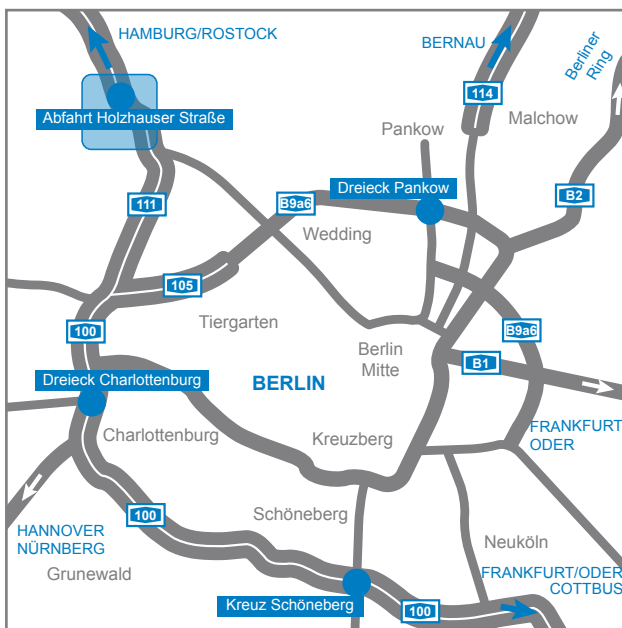 HAMBURG/ROSTOCK
BERNAU
Berliner
Ring
114
Abfahrt Holzhauser Straße
Malchow
Pankow
Dreieck Pankow
B2
111
B9a6
Wedding
105
Tiergarten
100
B9a6
Berlin
Mitte
B1
Dreieck Charlottenburg
BERLIN
Charlottenburg
Kreuzberg
FRANKFURT
ODER
100
Schöneberg
HANNOVER
NÜRNBERG
Neuköln
Grunewald
FRANKFURT/ODER
COTTBUS
Kreuz Schöneberg
100